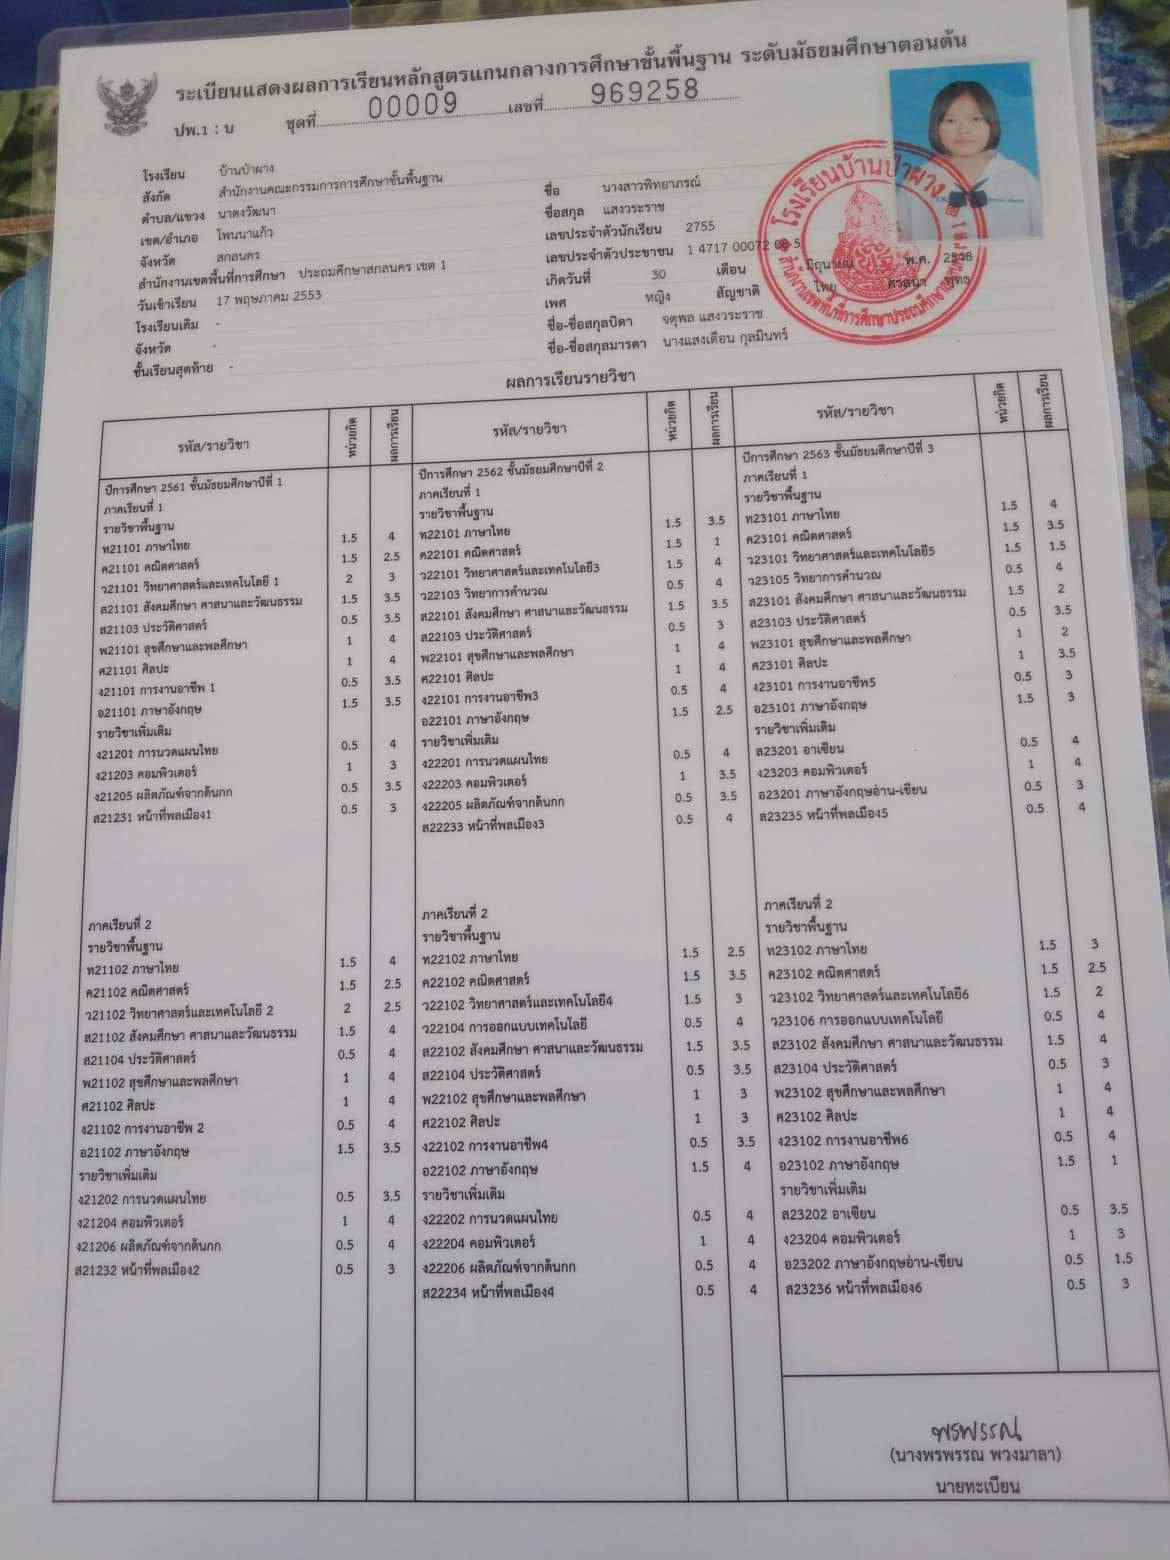 ระเบียนแสดงผลการเรียนหลักสูตรแกนกลางการศึกษาขั้นพื้นฐาน ระดับมัธยมศึกษาตอนต้น
ปพ.1 : บ ชุดที่ 00009 เลขที่ 969258
โรงเรียน บ้านป่าผาง
สังกัด สำนักงานคณะกรรมการการศึกษาขั้นพื้นฐาน
ตำบล/แขวง นาตงวัฒนา
เขต/อำเภอ โพนนาแก้ว
จังหวัด สกลนคร
สำนักงานเขตพื้นที่การศึกษา ประถมศึกษาสกลนคร เขต 1
วันเข้าเรียน 17 พฤษภาคม 2553
โรงเรียนเดิม -
จังหวัด -
ชั้นเรียนสุดท้าย -
ชื่อ นางสาวพิทยาภรณ์
ชื่อสกุล แสงวระราช
เลขประจำตัวนักเรียน 2755
เลขประจำตัวประชาชน 1 4717 00072 5
เกิดวันที่ 30 เดือน มิถุนายน พ.ศ.
เพศ หญิง สัญชาติ ไทย ศาสนา พุทธ
ชื่อ-ชื่อสกุลบิดา จตุพล แสงวระราช
ชื่อ-ชื่อสกุลมารดา นางแสงเดือน กุลมินทร์
โรงเรียนบ้านป่าผาง
ผลการเรียนรายวิชา
รหัส/รายวิชา หน่วยกิต ผลการเรียน
ปีการศึกษา 2561 ชั้นมัธยมศึกษาปีที่ 1
ภาคเรียนที่ 1
รายวิชาพื้นฐาน
ท21101 ภาษาไทย 1.5 4
ค21101 คณิตศาสตร์ 1.5 2.5
ว21101 วิทยาศาสตร์และเทคโนโลยี 1 2 3
ส21101 สังคมศึกษา ศาสนาและวัฒนธรรม 1.5 3.5
ส21103 ประวัติศาสตร์ 0.5 3.5
พ21101 สุขศึกษาและพลศึกษา 1 4
ศ21101 ศิลปะ 1 4
ง21101 การงานอาชีพ 1 0.5 3.5
อ21101 ภาษาอังกฤษ 1.5 3.5
รายวิชาเพิ่มเติม
ง21201 การนวดแผนไทย 0.5 4
ง21203 คอมพิวเตอร์ 1 3
ง21205 ผลิตภัณฑ์จากต้นกก 0.5 3.5
ส21231 หน้าที่พลเมือง1 0.5 3
ภาคเรียนที่ 2
รายวิชาพื้นฐาน
ท21102 ภาษาไทย 1.5 4
ค21102 คณิตศาสตร์ 1.5 2.5
ว21102 วิทยาศาสตร์และเทคโนโลยี 2 2 2.5
ส21102 สังคมศึกษา ศาสนาและวัฒนธรรม 1.5 4
ส21104 ประวัติศาสตร์ 0.5 4
พ21102 สุขศึกษาและพลศึกษา 1 4
ศ21102 ศิลปะ 1 4
ง21102 การงานอาชีพ 2 0.5 4
อ21102 ภาษาอังกฤษ 1.5 3.5
รายวิชาเพิ่มเติม
ง21202 การนวดแผนไทย 0.5 3.5
ง21204 คอมพิวเตอร์ 1 4
ง21206 ผลิตภัณฑ์จากต้นกก 0.5 4
ส21232 หน้าที่พลเมือง2 0.5 3
รหัส/รายวิชา หน่วยกิต ผลการเรียน
ปีการศึกษา 2562 ชั้นมัธยมศึกษาปีที่ 2
ภาคเรียนที่ 1
รายวิชาพื้นฐาน
ท22101 ภาษาไทย 1.5 3.5
ค22101 คณิตศาสตร์ 1.5 1
ว22101 วิทยาศาสตร์และเทคโนโลยี3 1.5 4
ว22103 วิทยาการคำนวณ 0.5 4
ส22101 สังคมศึกษา ศาสนาและวัฒนธรรม 1.5 3.5
ส22103 ประวัติศาสตร์ 0.5 3
พ22101 สุขศึกษาและพลศึกษา 1 4
ศ22101 ศิลปะ 1 4
ง22101 การงานอาชีพ3 0.5 4
อ22101 ภาษาอังกฤษ 1.5 2.5
รายวิชาเพิ่มเติม
ง22201 การนวดแผนไทย 0.5 4
ง22203 คอมพิวเตอร์ 1 3.5
ง22205 ผลิตภัณฑ์จากต้นกก 0.5 3.5
ส22233 หน้าที่พลเมือง3 0.5 4
ภาคเรียนที่ 2
รายวิชาพื้นฐาน
ท22102 ภาษาไทย 1.5 2.5
ค22102 คณิตศาสตร์ 1.5 3.5
ว22102 วิทยาศาสตร์และเทคโนโลยี4 1.5 3
ว22104 การออกแบบเทคโนโลยี 0.5 4
ส22102 สังคมศึกษา ศาสนาและวัฒนธรรม 1.5 3.5
ส22104 ประวัติศาสตร์ 0.5 3.5
พ22102 สุขศึกษาและพลศึกษา 1 3
ศ22102 ศิลปะ 1 3
ง22102 การงานอาชีพ4 0.5 3.5
อ22102 ภาษาอังกฤษ 1.5 4
รายวิชาเพิ่มเติม
ง22202 การนวดแผนไทย 0.5 4
ง22204 คอมพิวเตอร์ 1 4
ง22206 ผลิตภัณฑ์จากต้นกก 0.5 4
ส22234 หน้าที่พลเมือง4 0.5 4
รหัส/รายวิชา หน่วยกิต ผลการเรียน
ปีการศึกษา 2563 ชั้นมัธยมศึกษาปีที่ 3
ภาคเรียนที่ 1
รายวิชาพื้นฐาน
ท23101 ภาษาไทย 1.5 4
ค23101 คณิตศาสตร์ 1.5 3.5
ว23101 วิทยาศาสตร์และเทคโนโลยี5 1.5 1.5
ว23105 วิทยาการคำนวณ 0.5 4
ส23101 สังคมศึกษา ศาสนาและวัฒนธรรม 1.5 2
ส23103 ประวัติศาสตร์ 0.5 3.5
พ23101 สุขศึกษาและพลศึกษา 1 2
ศ23101 ศิลปะ 1 3.5
ง23101 การงานอาชีพ5 0.5 3
อ23101 ภาษาอังกฤษ 1.5 3
รายวิชาเพิ่มเติม
ส23201 อาเซียน 0.5 4
ง23203 คอมพิวเตอร์ 1 4
อ23201 ภาษาอังกฤษอ่าน-เขียน 0.5 3
ส23235 หน้าที่พลเมือง5 0.5 4
ภาคเรียนที่ 2
รายวิชาพื้นฐาน
ท23102 ภาษาไทย 1.5 3
ค23102 คณิตศาสตร์ 1.5 2.5
ว23102 วิทยาศาสตร์และเทคโนโลยี6 1.5 2
ว23106 การออกแบบเทคโนโลยี 0.5 4
ส23102 สังคมศึกษา ศาสนาและวัฒนธรรม 1.5 4
ส23104 ประวัติศาสตร์ 0.5 3
พ23102 สุขศึกษาและพลศึกษา 1 4
ศ23102 ศิลปะ 1 4
ง23102 การงานอาชีพ6 0.5 4
อ23102 ภาษาอังกฤษ 1.5 1
รายวิชาเพิ่มเติม
ส23202 อาเซียน 0.5 3.5
ง23204 คอมพิวเตอร์ 1 3
อ23202 ภาษาอังกฤษอ่าน-เขียน 0.5 1.5
ส23236 หน้าที่พลเมือง6 0.5 3
พรพรรณ
(นางพรพรรณ พวงมาลา)
นายทะเบียน